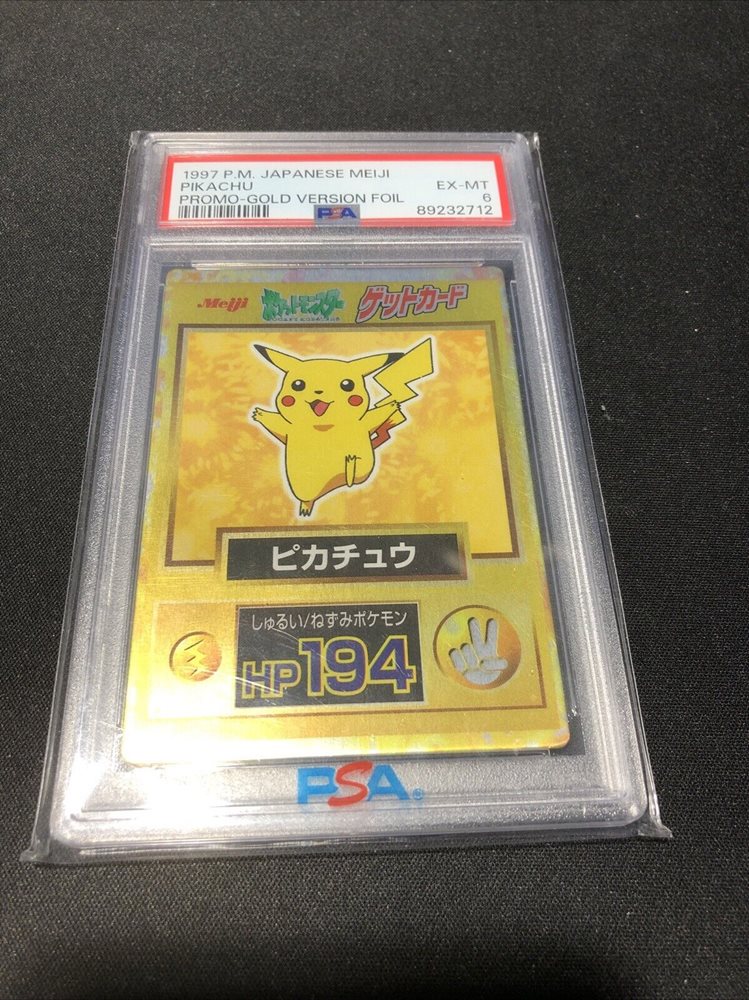 1997 P.M. JAPANESE MEIJI
PIKACHU EX-MT
PROMO-GOLD VERSION FOIL 6
PSA 89232712
Meiji ポケットモンスター ゲットカード
ピカチュウ
しゅるい/ねずみポケモン
HP194
PSA®